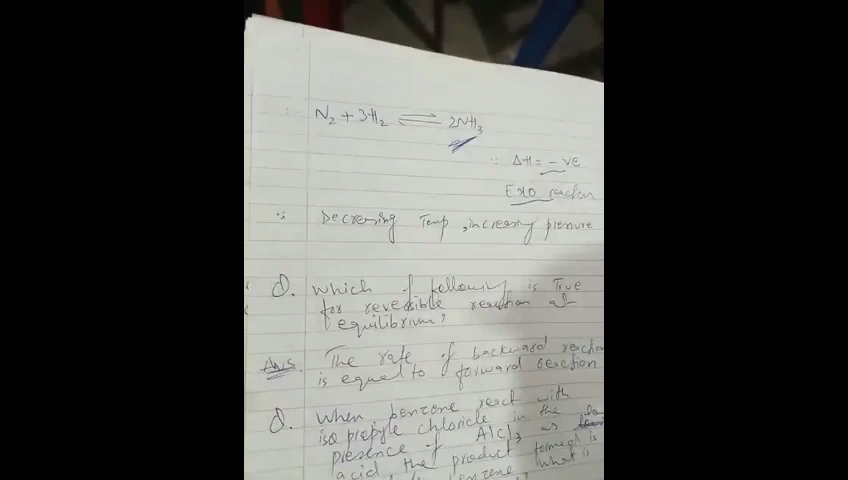 ∴ N2 + 3H2 ⇌ 2NH3
∵ ΔH = - ve
Exo reaction
∴ Decreasing Temp, increasing pressure
Q. Which of following is True
for reversible reaction at
equilibrium?
Ans. The rate of backward reaction
is equal to forward reaction
Q. When benzene react with
iso propyle chloride in the
presence of AlCl3 as
acid the product formed is
benzene what is